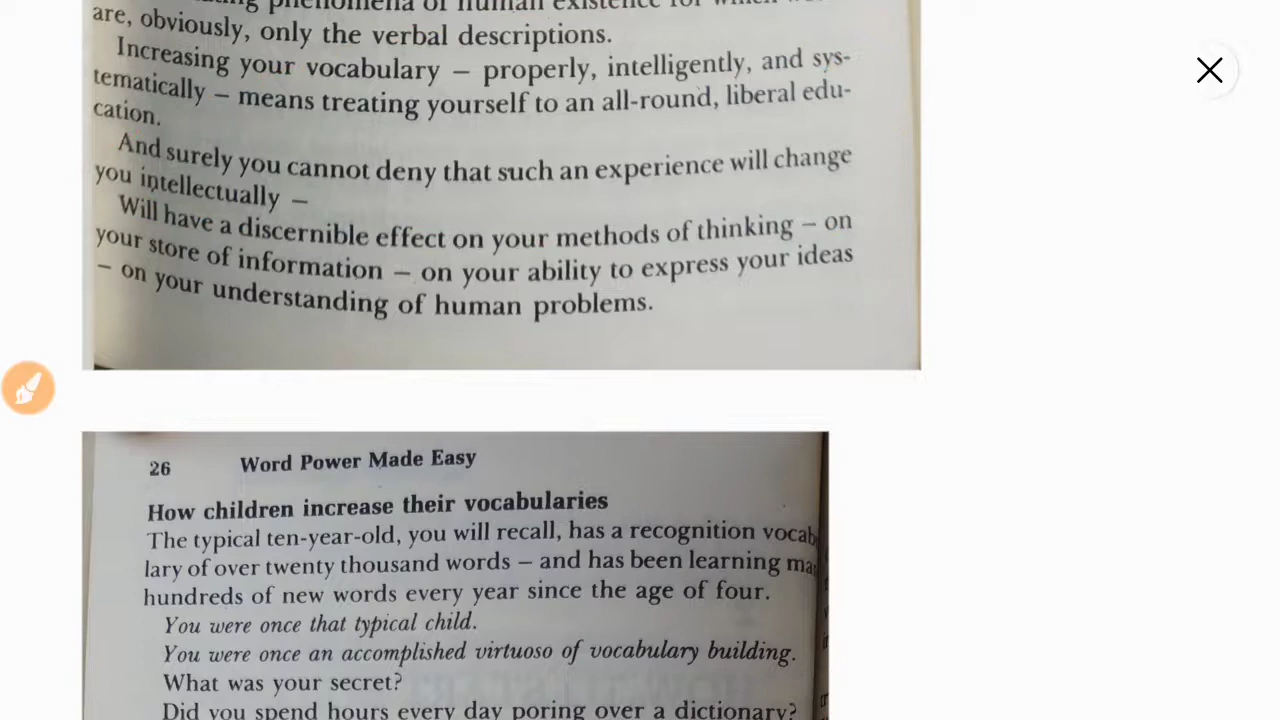 phenomena of human existence for which
are, obviously, only the verbal descriptions.
Increasing your vocabulary – properly, intelligently, and sys-
tematically – means treating yourself to an all-round, liberal edu-
cation.
And surely you cannot deny that such an experience will change
you intellectually –
Will have a discernible effect on your methods of thinking – on
your store of information – on your ability to express your ideas
– on your understanding of human problems.
26 Word Power Made Easy
How children increase their vocabularies
The typical ten-year-old, you will recall, has a recognition vocab
lary of over twenty thousand words – and has been learning ma
hundreds of new words every year since the age of four.
You were once that typical child.
You were once an accomplished virtuoso of vocabulary building.
What was your secret?
Did you spend hours every day poring over a dictionary?